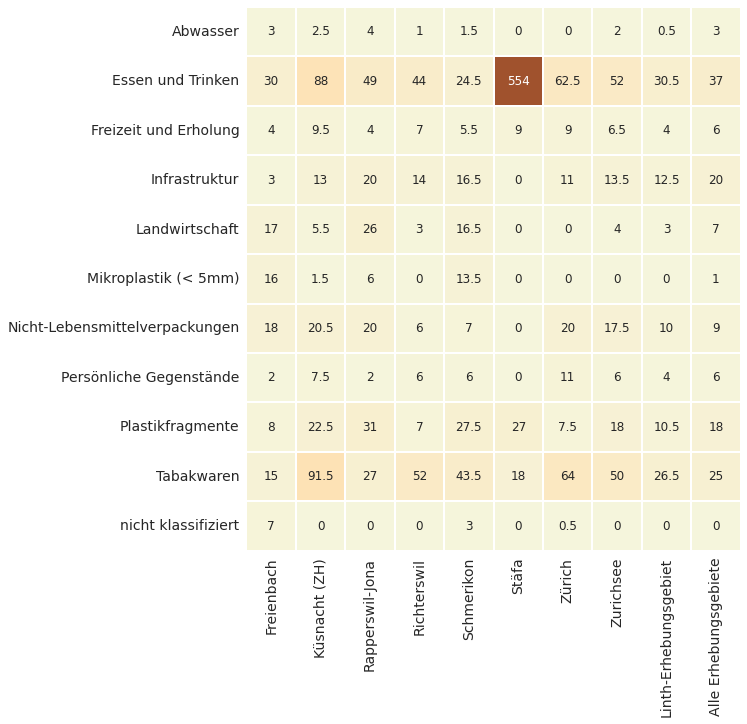 Abwasser 3 2.5 4 1 1.5 0 0 2 0.5 3
Essen und Trinken 30 88 49 44 24.5 554 62.5 52 30.5 37
Freizeit und Erholung 4 9.5 4 7 5.5 9 9 6.5 4 6
Infrastruktur 3 13 20 14 16.5 0 11 13.5 12.5 20
Landwirtschaft 17 5.5 26 3 16.5 0 0 4 3 7
Mikroplastik (< 5mm) 16 1.5 6 0 13.5 0 0 0 0 1
Nicht-Lebensmittelverpackungen 18 20.5 20 6 7 0 20 17.5 10 9
Persönliche Gegenstände 2 7.5 2 6 6 0 11 6 4 6
Plastikfragmente 8 22.5 31 7 27.5 27 7.5 18 10.5 18
Tabakwaren 15 91.5 27 52 43.5 18 64 50 26.5 25
nicht klassifiziert 7 0 0 0 3 0 0.5 0 0 0
Freienbach
Küsnacht (ZH)
Rapperswil-Jona
Richterswil
Schmerikon
Stäfa
Zürich
Zurichsee
Linth-Erhebungsgebiet
Alle Erhebungsgebiete